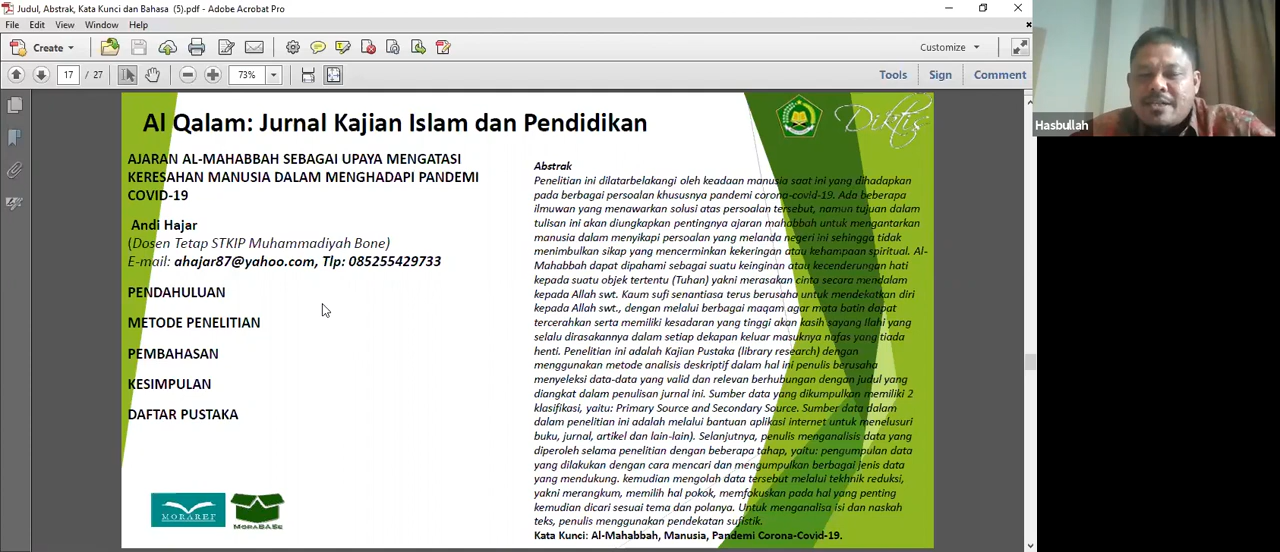 Judul, Abstrak, Kata Kunci dan Bahasa (5).pdf - Adobe Acrobat Pro
File Edit View Window Help
Create
Customize
17 / 27
73%
Tools Sign Comment
Hasbullah
Al Qalam: Jurnal Kajian Islam dan Pendidikan
Diktis
AJARAN AL-MAHABBAH SEBAGAI UPAYA MENGATASI
KERESAHAN MANUSIA DALAM MENGHADAPI PANDEMI
COVID-19
Andi Hajar
(Dosen Tetap STKIP Muhammadiyah Bone)
E-mail: ahajar87@yahoo.com, Tlp: 085255429733
PENDAHULUAN
METODE PENELITIAN
PEMBAHASAN
KESIMPULAN
DAFTAR PUSTAKA
MORAREF
MORABASE
Abstrak
Penelitian ini dilatarbelakangi oleh keadaan manusia saat ini yang dihadapkan
pada berbagai persoalan khususnya pandemi corona-covid-19. Ada beberapa
ilmuwan yang menawarkan solusi atas persoalan tersebut, namun tujuan dalam
tulisan ini akan diungkapkan pentingnya ajaran mahabbah untuk mengantarkan
manusia dalam menyikapi persoalan yang melanda negeri ini sehingga tidak
menimbulkan sikap yang mencerminkan kekeringan atau kehampaan spiritual. Al-
Mahabbah dapat dipahami sebagai suatu keinginan atau kecenderungan hati
kepada suatu objek tertentu (Tuhan) yakni merasakan cinta secara mendalam
kepada Allah swt. Kaum sufi senantiasa terus berusaha untuk mendekatkan diri
kepada Allah swt., dengan melalui berbagai maqam agar mata batin dapat
tercerahkan serta memiliki kesadaran yang tinggi akan kasih sayang Ilahi yang
selalu dirasakannya dalam setiap dekapan keluar masuknya nafas yang tiada
henti. Penelitian ini adalah Kajian Pustaka (library research) dengan
menggunakan metode analisis deskriptif dalam hal ini penulis berusaha
menyeleksi data-data yang valid dan relevan berhubungan dengan judul yang
diangkat dalam penulisan jurnal ini. Sumber data yang dikumpulkan memiliki 2
klasifikasi, yaitu: Primary Source and Secondary Source. Sumber data dalam
dalam penelitian ini adalah melalui bantuan aplikasi internet untuk menelusuri
buku, jurnal, artikel dan lain-lain). Selanjutnya, penulis menganalisis data yang
diperoleh selama penelitian dengan beberapa tahap, yaitu: pengumpulan data
yang dilakukan dengan cara mencari dan mengumpulkan berbagai jenis data
yang mendukung. kemudian mengolah data tersebut melalui tekhnik reduksi,
yakni merangkum, memilih hal pokok, memfokuskan pada hal yang penting
kemudian dicari sesuai tema dan polanya. Untuk menganalisa isi dan naskah
teks, penulis menggunakan pendekatan sufistik.
Kata Kunci: Al-Mahabbah, Manusia, Pandemi Corona-Covid-19.